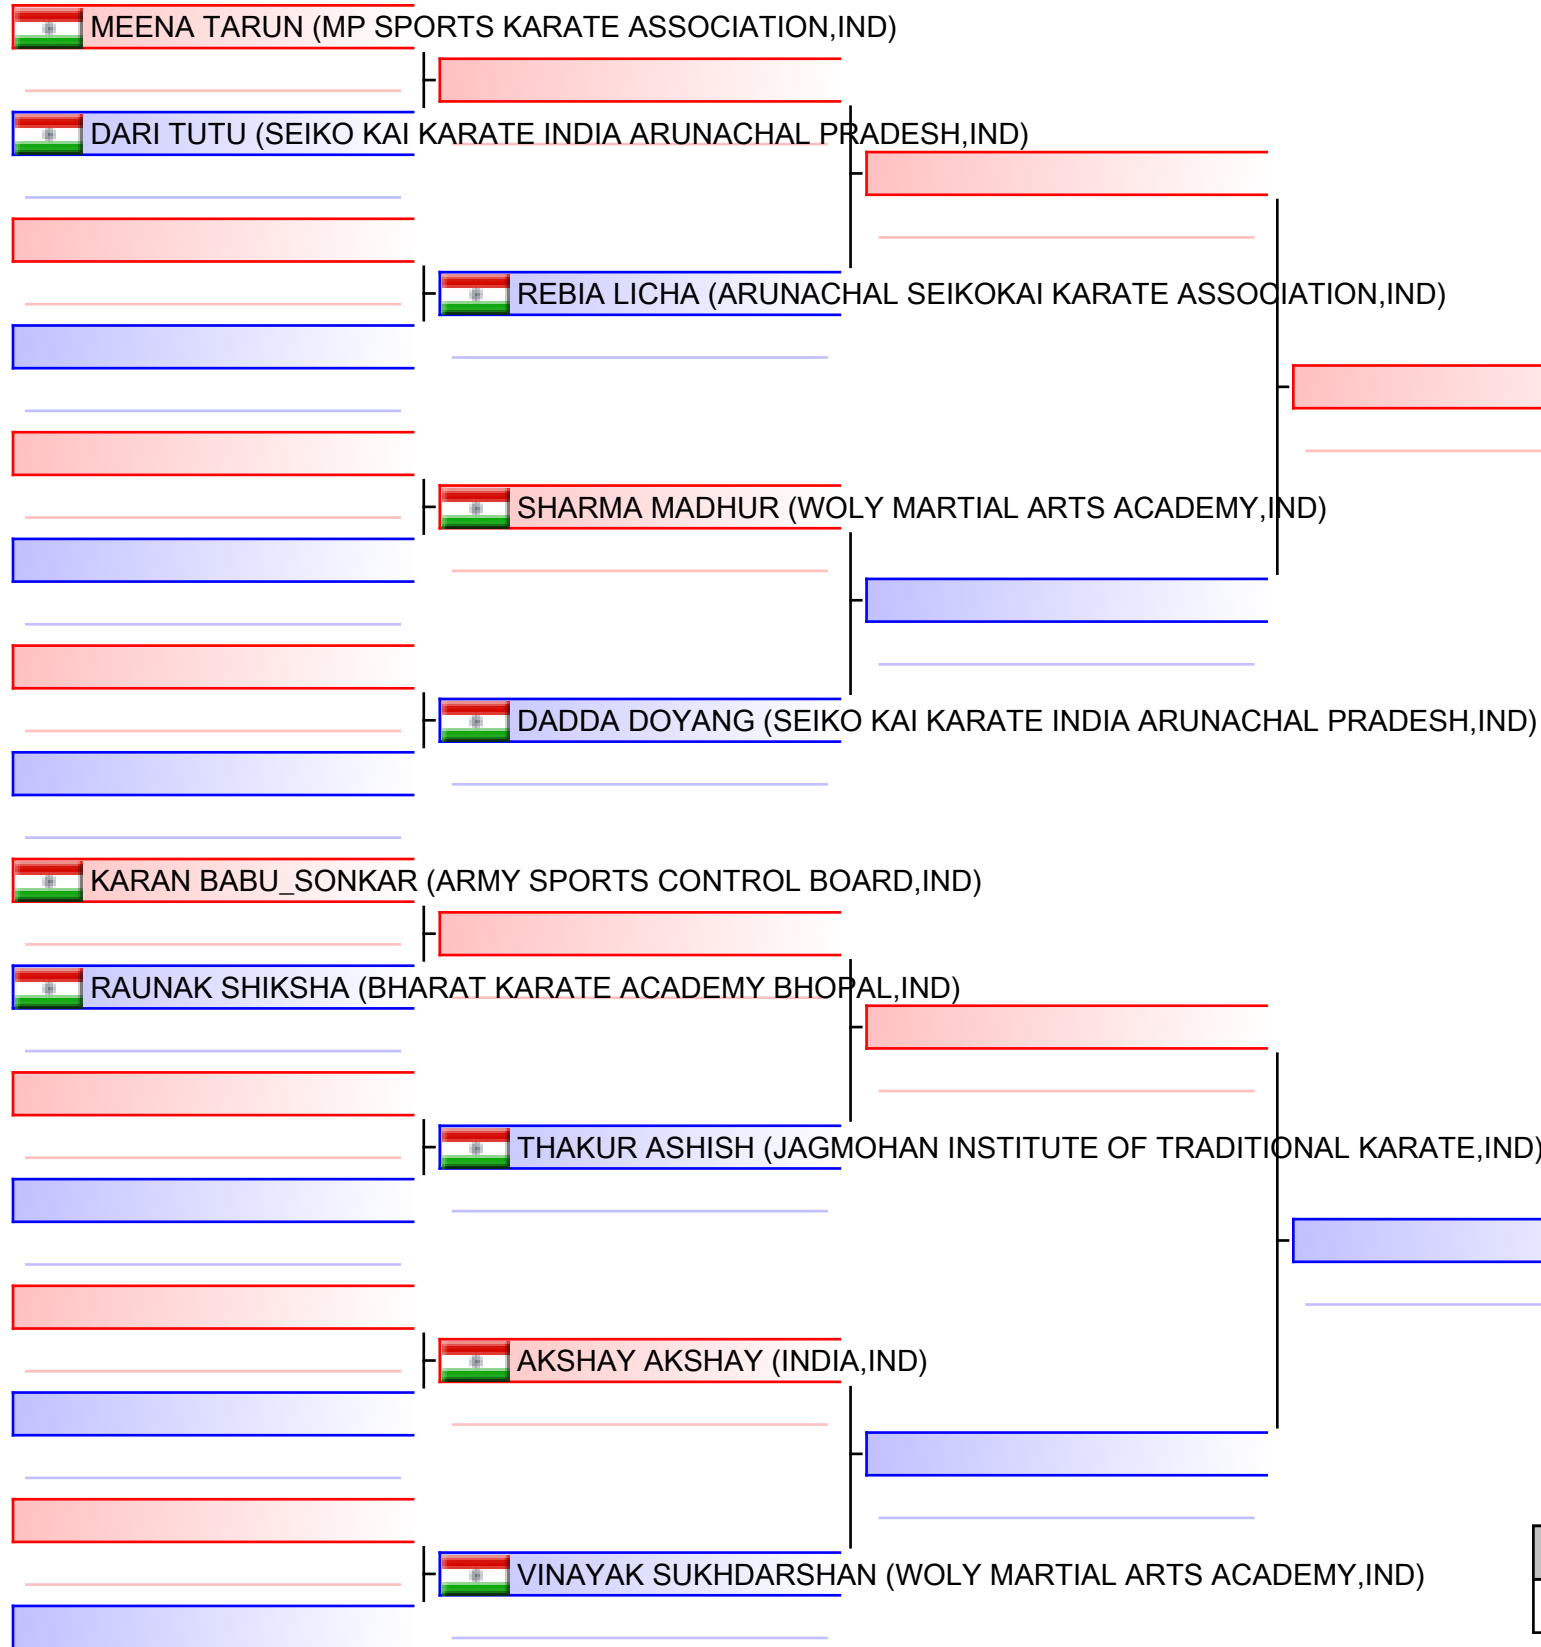 MEENA TARUN (MP SPORTS KARATE ASSOCIATION,IND)
DARI TUTU (SEIKO KAI KARATE INDIA ARUNACHAL PRADESH,IND)
REBIA LICHA (ARUNACHAL SEIKOKAI KARATE ASSOCIATION,IND)
SHARMA MADHUR (WOLY MARTIAL ARTS ACADEMY,IND)
DADDA DOYANG (SEIKO KAI KARATE INDIA ARUNACHAL PRADESH,IND)
KARAN BABU_SONKAR (ARMY SPORTS CONTROL BOARD,IND)
RAUNAK SHIKSHA (BHARAT KARATE ACADEMY BHOPAL,IND)
THAKUR ASHISH (JAGMOHAN INSTITUTE OF TRADITIONAL KARATE,IND)
AKSHAY AKSHAY (INDIA,IND)
VINAYAK SUKHDARSHAN (WOLY MARTIAL ARTS ACADEMY,IND)